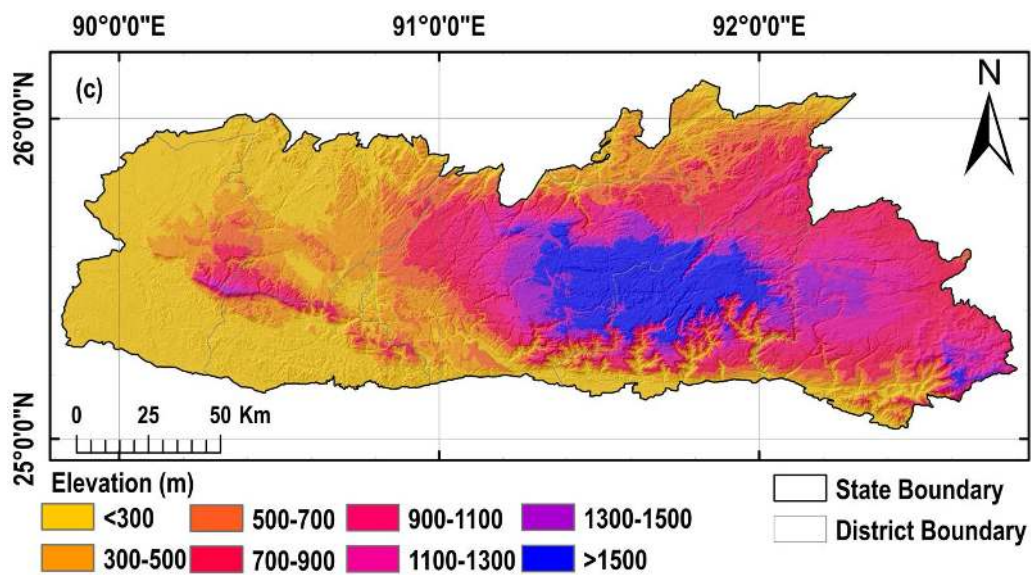 90°0'0"E 91°0'0"E 92°0'0"E
(c)
N
26°0'0"N
25°0'0"N
0 25 50 Km
Elevation (m)
<300 500-700 900-1100 1300-1500
300-500 700-900 1100-1300 >1500
State Boundary
District Boundary